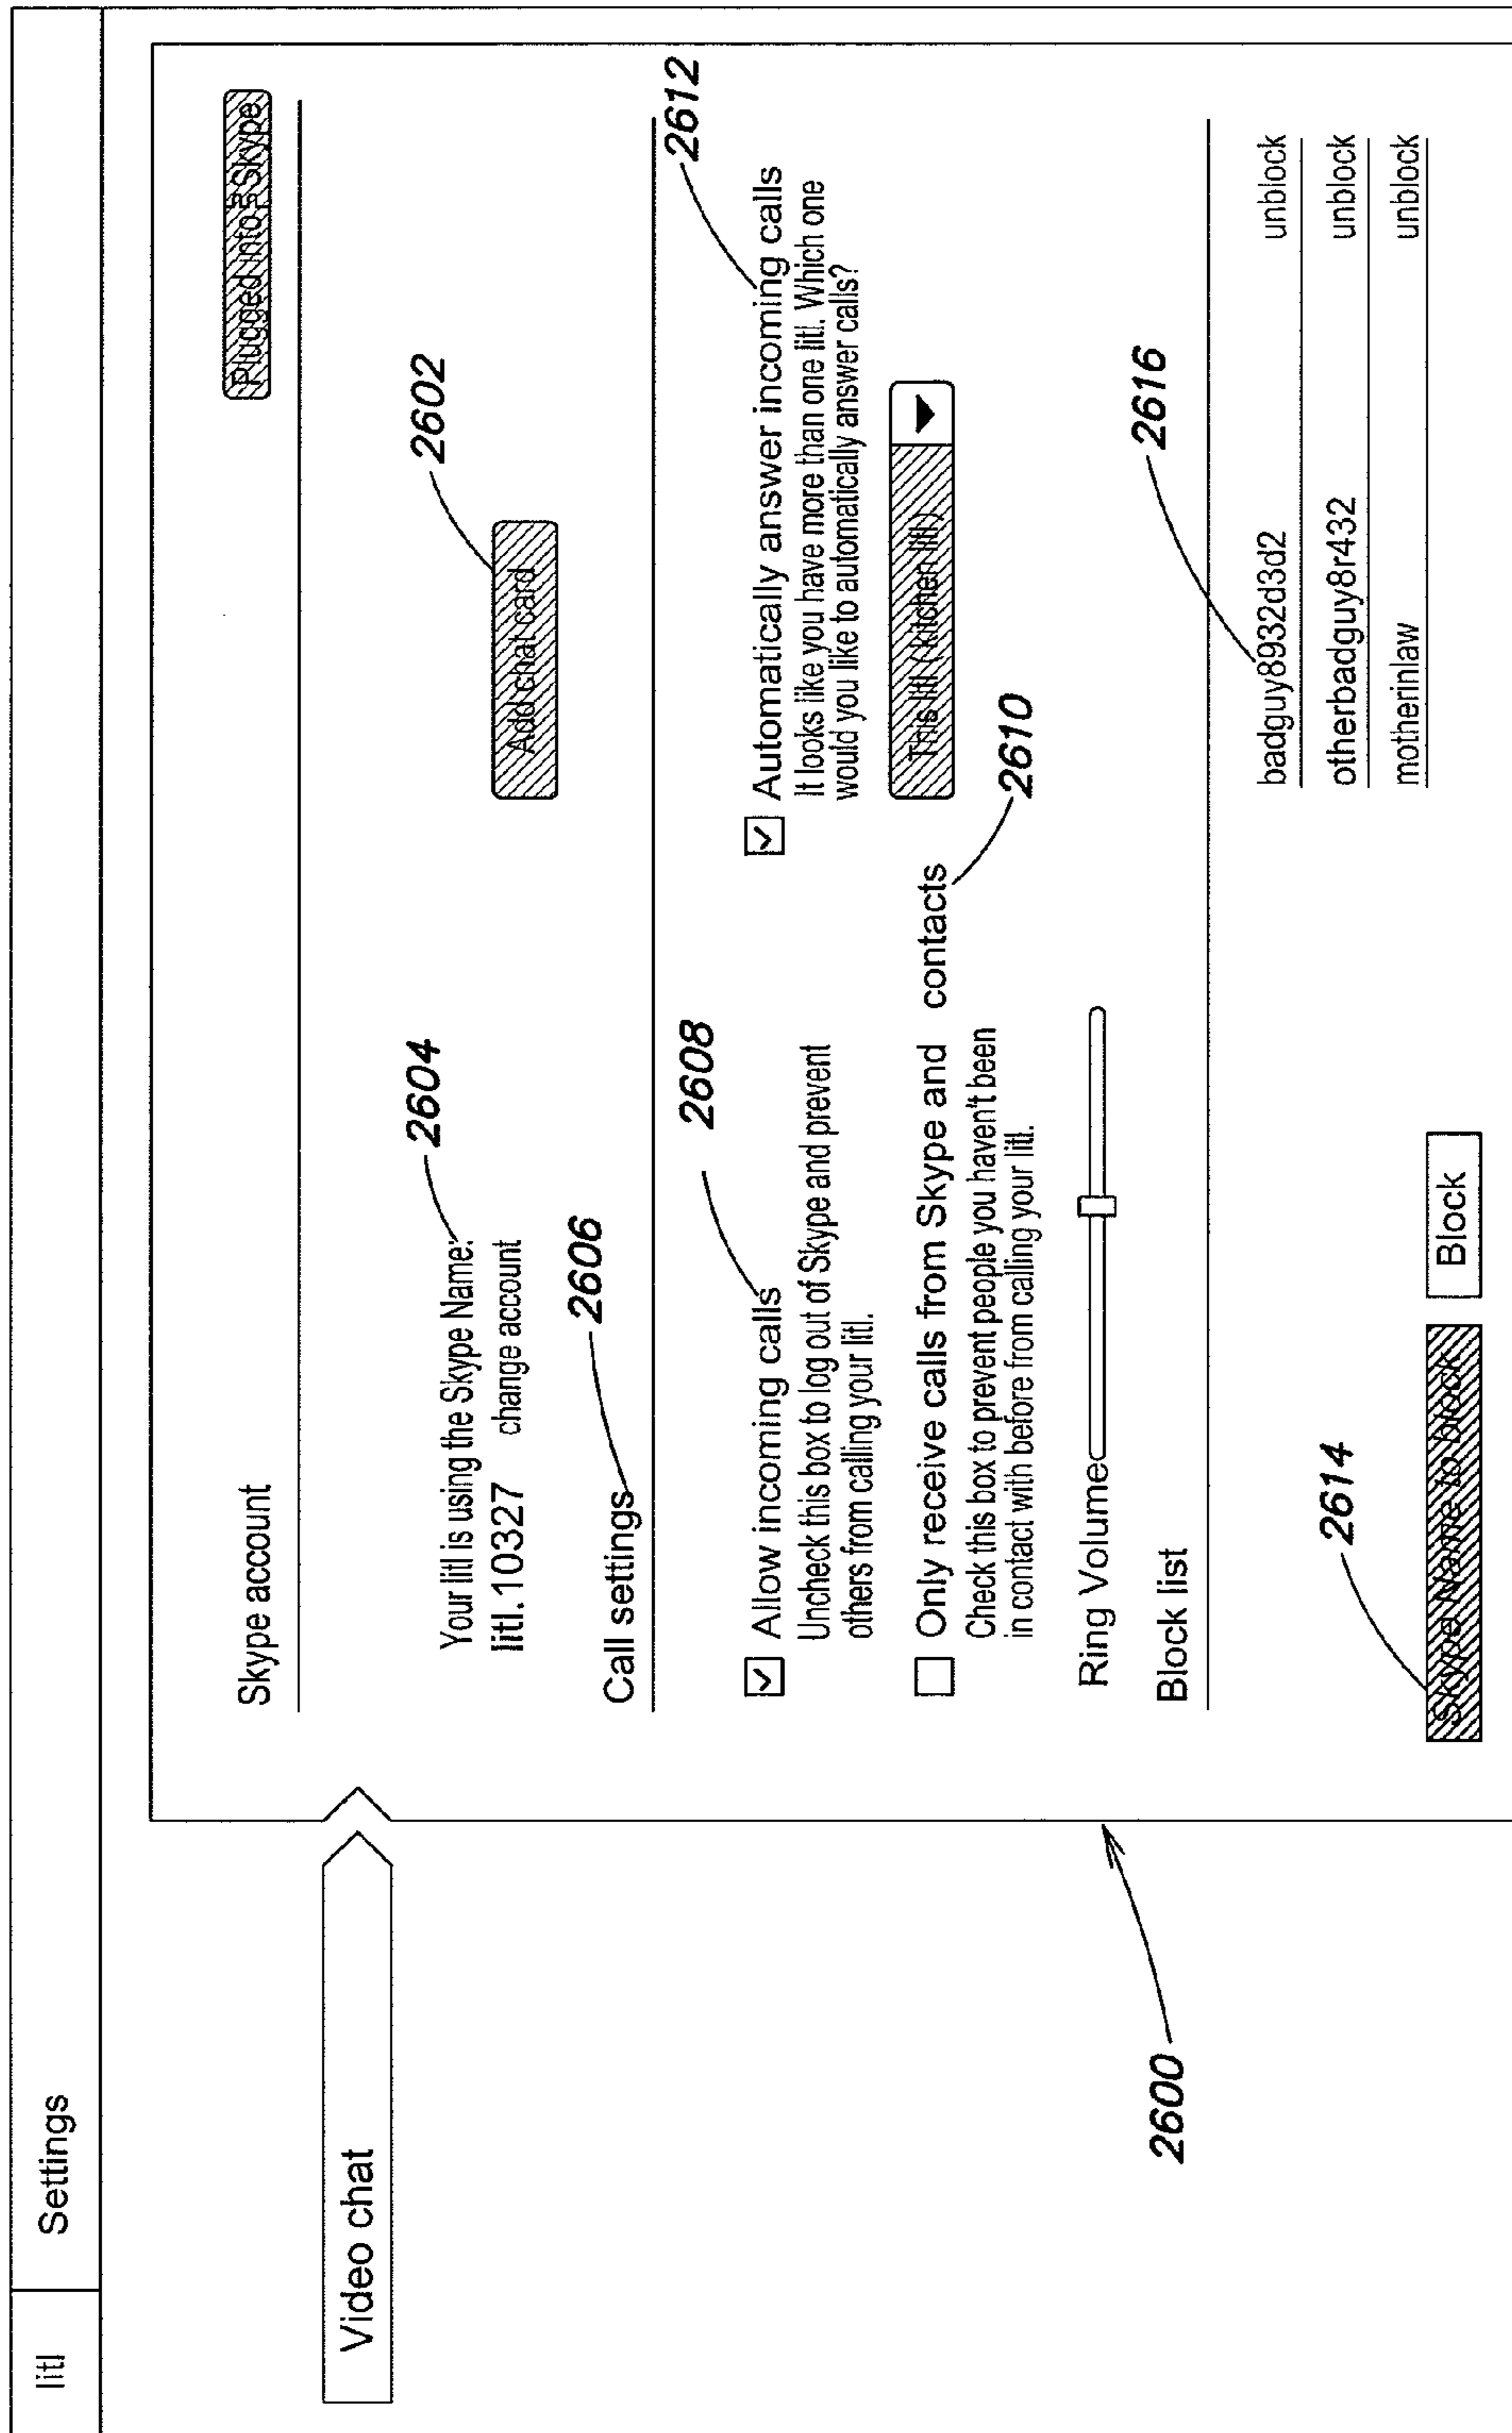 litl Settings
Video chat
Skype account
Plugged into Skype
2604
2602
Your litl is using the Skype Name:
litl.10327 change account
Add chat card
2606
Call settings
2608
2612
Allow incoming calls
Uncheck this box to log out of Skype and prevent
others from calling your litl.
Automatically answer incoming calls
It looks like you have more than one litl. Which one
would you like to automatically answer calls?
This litl ( kitchen litl)
Only receive calls from Skype and contacts
2610
Check this box to prevent people you haven't been
in contact with before from calling your litl.
Ring Volume
2600
Block list
2616
badguy8932d3d2 unblock
otherbadguy8r432 unblock
motherinlaw unblock
2614
Skype Name to block
Block